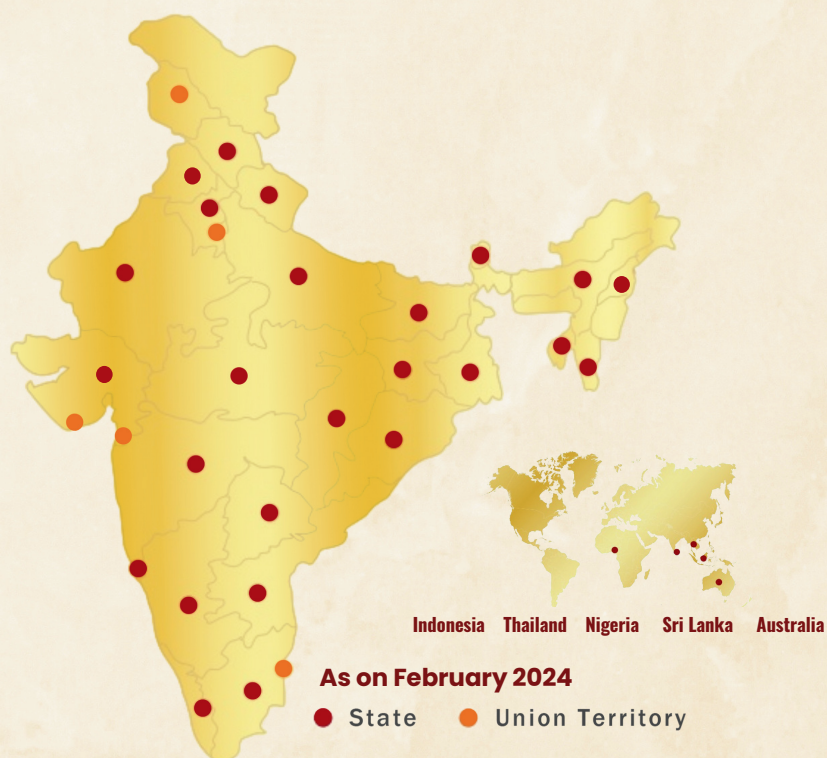 Indonesia Thailand Nigeria Sri Lanka Australia
As on February 2024
State Union Territory